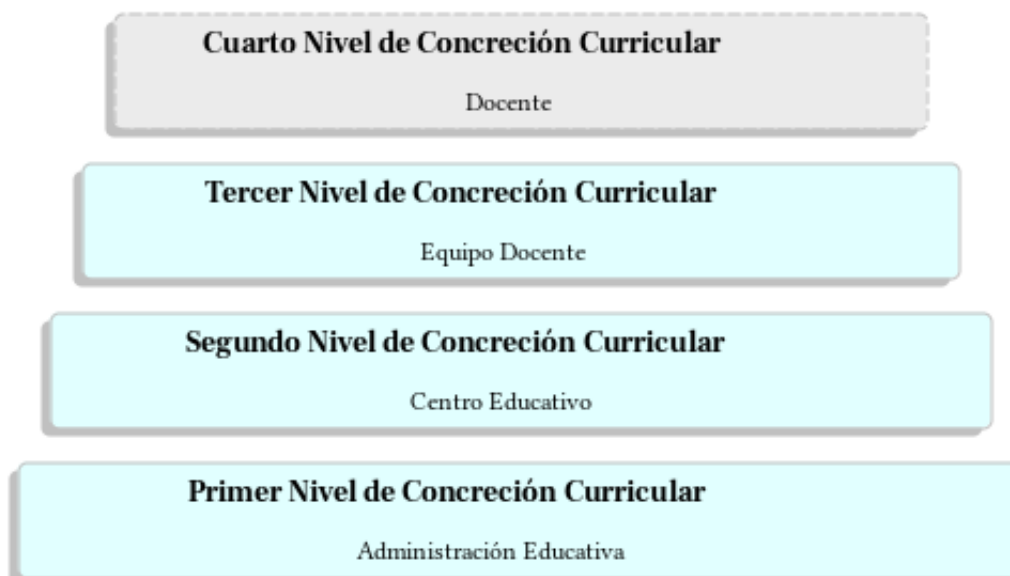 Cuarto Nivel de Concreción Curricular
Docente
Tercer Nivel de Concreción Curricular
Equipo Docente
Segundo Nivel de Concreción Curricular
Centro Educativo
Primer Nivel de Concreción Curricular
Administración Educativa